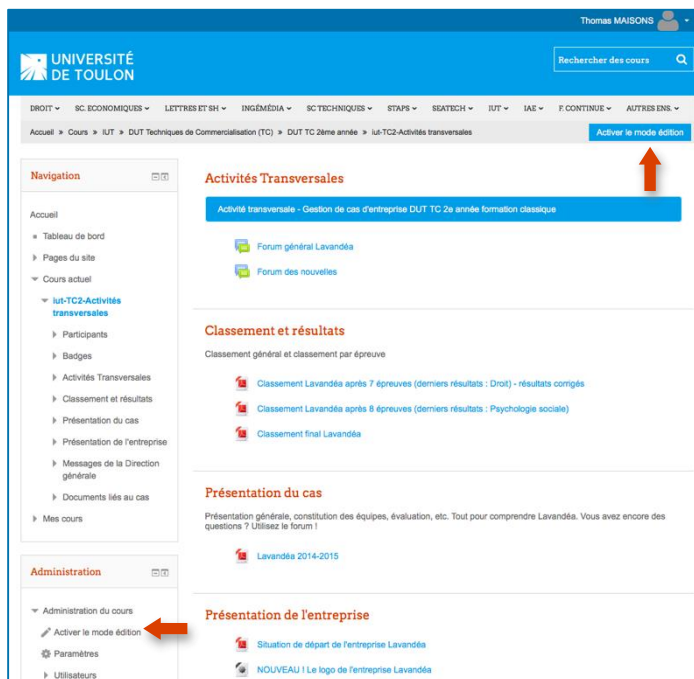 Thomas MAISONS
UNIVERSITÉ
DE TOULON
Rechercher des cours
DROIT
SC. ECONOMIQUES
LETTRES ET SH
INGÉMÉDIA
SC TECHNIQUES
STAPS
SEATECH
IUT
IAE
F. CONTINUE
AUTRES ENS.
Accueil » Cours » IUT » DUT Techniques de Commercialisation (TC) » DUT TC 2ème année » iut-TC2-Activités transversales
Activer le mode édition
Navigation
Accueil
Tableau de bord
Pages du site
Cours actuel
iut-TC2-Activités
transversales
Participants
Badges
Activités Transversales
Classement et résultats
Présentation du cas
Présentation de l'entreprise
Messages de la Direction
générale
Documents liés au cas
Mes cours
Administration
Administration du cours
Activer le mode édition
Paramètres
Utilisateurs
Activités Transversales
Activité transversale - Gestion de cas d'entreprise DUT TC 2e année formation classique
Forum général Lavandéa
Forum des nouvelles
Classement et résultats
Classement général et classement par épreuve
Classement Lavandéa après 7 épreuves (derniers résultats : Droit) - résultats corrigés
Classement Lavandéa après 8 épreuves (derniers résultats : Psychologie sociale)
Classement final Lavandéa
Présentation du cas
Présentation générale, constitution des équipes, évaluation, etc. Tout pour comprendre Lavandéa. Vous avez encore des
questions ? Utilisez le forum !
Lavandéa 2014-2015
Présentation de l'entreprise
Situation de départ de l'entreprise Lavandéa
NOUVEAU ! Le logo de l'entreprise Lavandéa